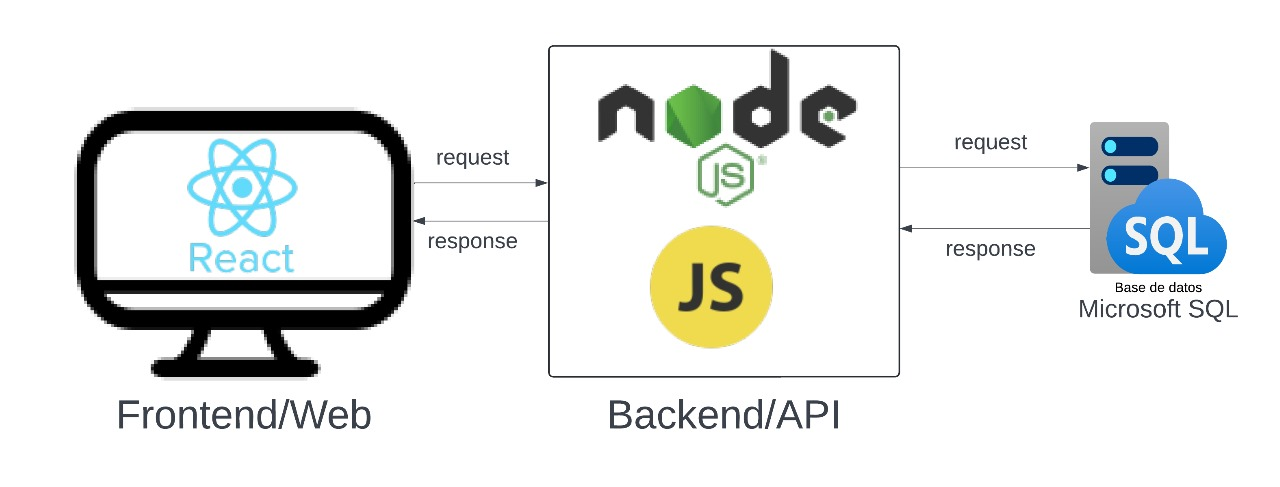 React
Frontend/Web
request
response
node
JS®
JS
Backend/API
request
response
SQL
Base de datos
Microsoft SQL